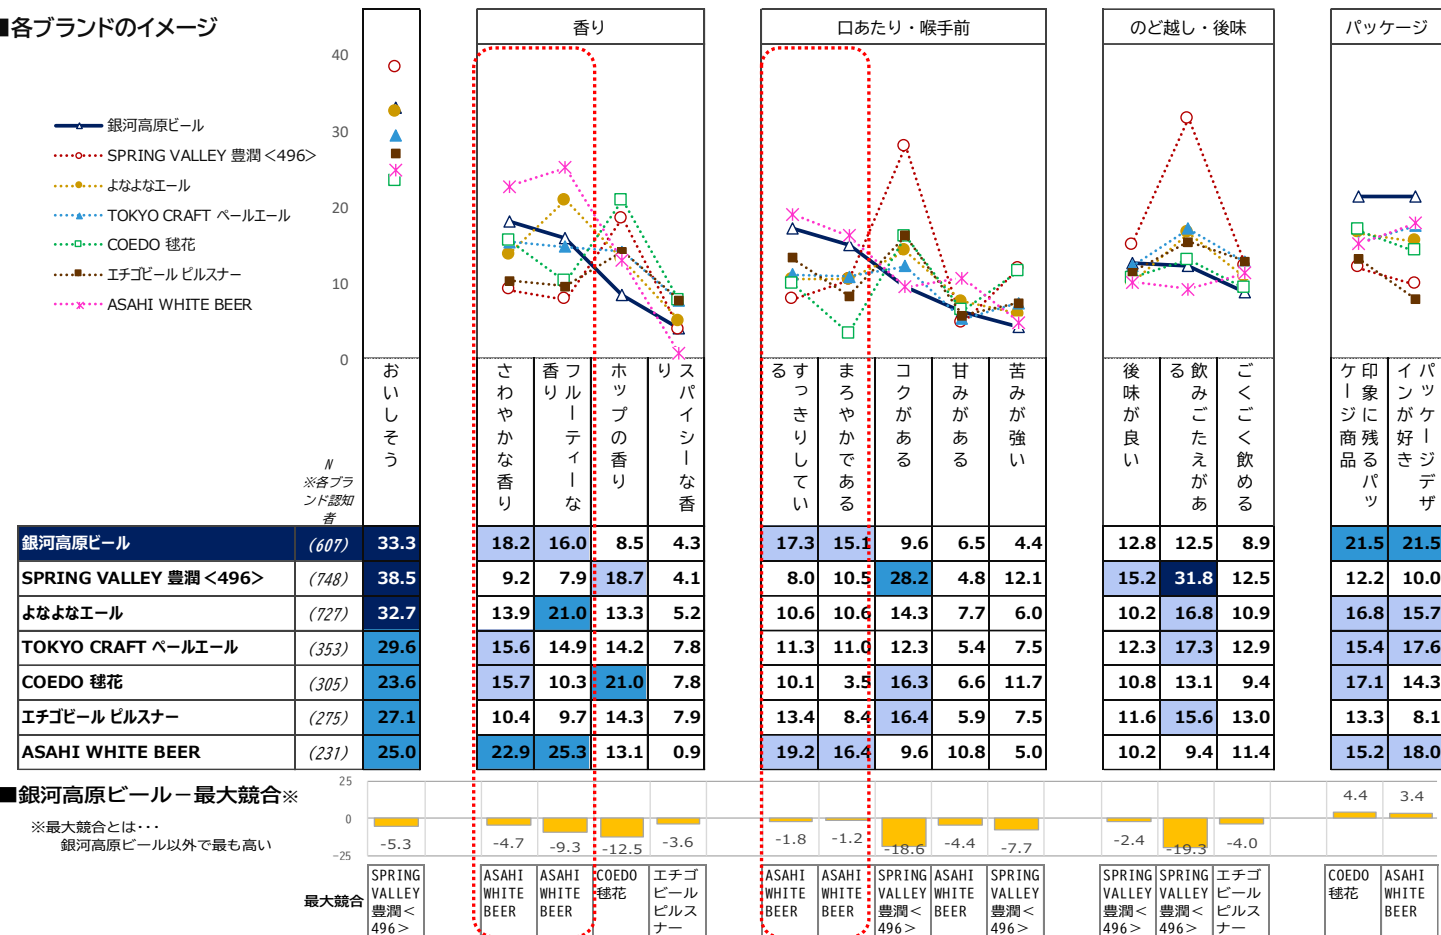 ■各ブランドのイメージ
香り
口あたり・喉手前
のど越し・後味
パッケージ
40
30
20
10
0
銀河高原ビール
SPRING VALLEY 豊潤<496>
よなよなエール
TOKYO CRAFT ペールエール
COEDO 毬花
エチゴビール ピルスナー
ASAHI WHITE BEER
N
※各ブラ
ンド認知
者
おいしそう
さわやかな香り
フルーティーな
香り
ホップの香り
スパイシーな香
り
すっきりしてい
る
まろやかである
コクがある
甘みがある
苦みが強い
後味が良い
飲みごたえがあ
る
ごくごく飲める
印象に残るパッ
ケージ商品
パッケージデザ
インが好き
銀河高原ビール (607) 33.3 18.2 16.0 8.5 4.3 17.3 15.1 9.6 6.5 4.4 12.8 12.5 8.9 21.5 21.5
SPRING VALLEY 豊潤<496> (748) 38.5 9.2 7.9 18.7 4.1 8.0 10.5 28.2 4.8 12.1 15.2 31.8 12.5 12.2 10.0
よなよなエール (727) 32.7 13.9 21.0 13.3 5.2 10.6 10.6 14.3 7.7 6.0 10.2 16.8 10.9 16.8 15.7
TOKYO CRAFT ペールエール (353) 29.6 15.6 14.9 14.2 7.8 11.3 11.0 12.3 5.4 7.5 12.3 17.3 12.9 15.4 17.6
COEDO 毬花 (305) 23.6 15.7 10.3 21.0 7.8 10.1 3.5 16.3 6.6 11.7 10.8 13.1 9.4 17.1 14.3
エチゴビール ピルスナー (275) 27.1 10.4 9.7 14.3 7.9 13.4 8.4 16.4 5.9 7.5 11.6 15.6 13.0 13.3 8.1
ASAHI WHITE BEER (231) 25.0 22.9 25.3 13.1 0.9 19.2 16.4 9.6 10.8 5.0 10.2 9.4 11.4 15.2 18.0
■銀河高原ビール－最大競合※
※最大競合とは・・・
銀河高原ビール以外で最も高い
25
0
-25
-5.3 -4.7 -9.3 -12.5 -3.6 -1.8 -1.2 -18.6 -4.4 -7.7 -2.4 -19.3 -4.0 4.4 3.4
最大競合
SPRING
VALLEY
豊潤<
496>
ASAHI
WHITE
BEER
ASAHI
WHITE
BEER
COEDO
毬花
エチゴ
ビール
ピルス
ナー
ASAHI
WHITE
BEER
ASAHI
WHITE
BEER
SPRING
VALLEY
豊潤<
496>
ASAHI
WHITE
BEER
SPRING
VALLEY
豊潤<
496>
SPRING
VALLEY
豊潤<
496>
SPRING
VALLEY
豊潤<
496>
エチゴ
ビール
ピルス
ナー
COEDO
毬花
ASAHI
WHITE
BEER